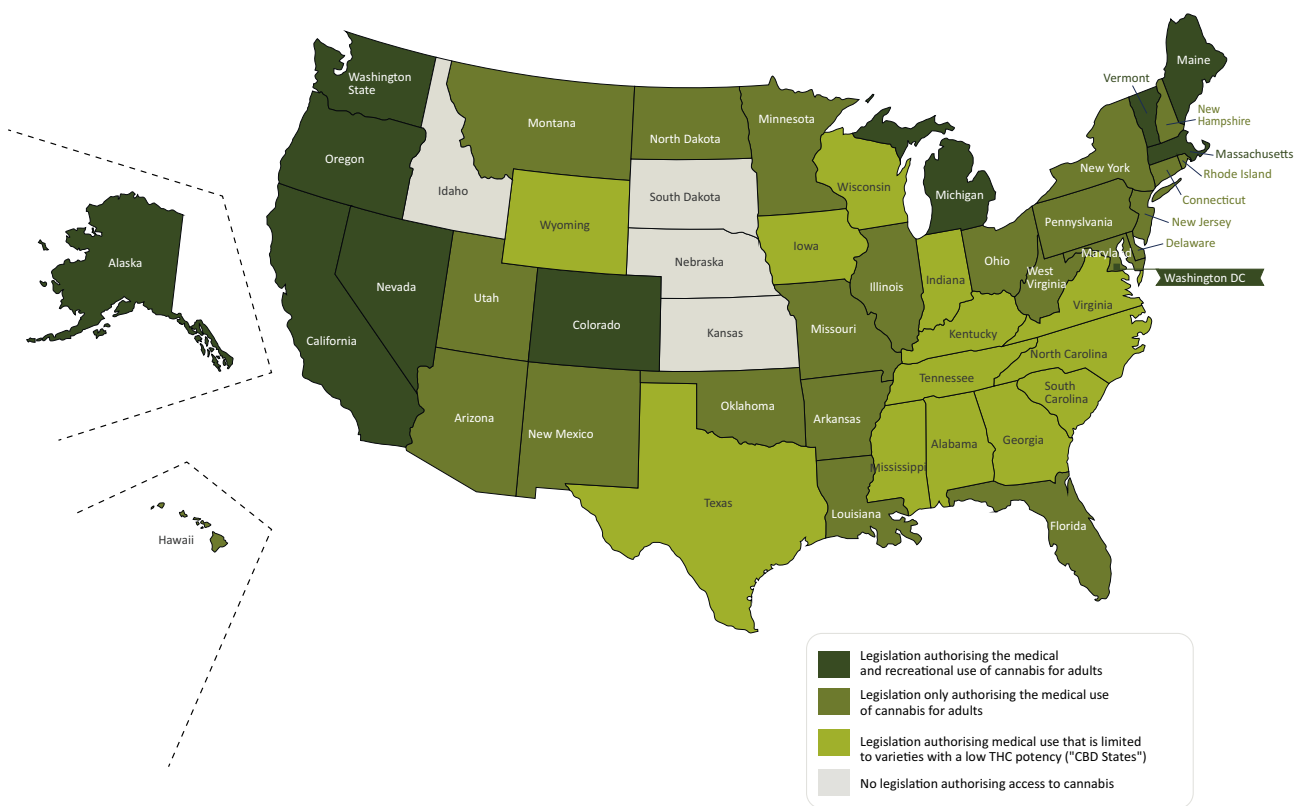 Maine
Vermont
Washington
State
New
Hampshire
Montana
Minnesota
North Dakota
Oregon
Massachusetts
New York
Rhode Island
Idaho
Wisconsin
Michigan
South Dakota
Connecticut
Wyoming
Pennyslvania
New Jersey
Iowa
Delaware
Maryland
Alaska
Nebraska
Ohio
Washington DC
Nevada
Utah
Illinois
Indiana
West
Virginia
Virginia
Colorado
California
Missouri
Kansas
Kentucky
North Carolina
Tennessee
South
Carolina
Oklahoma
Arizona
New Mexico
Arkansas
Alabama
Georgia
Mississippi
Texas
Louisiana
Florida
Hawaii
Legislation authorising the medical
and recreational use of cannabis for adults
Legislation only authorising the medical use
of cannabis for adults
Legislation authorising medical use that is limited
to varieties with a low THC potency ("CBD States")
No legislation authorising access to cannabis